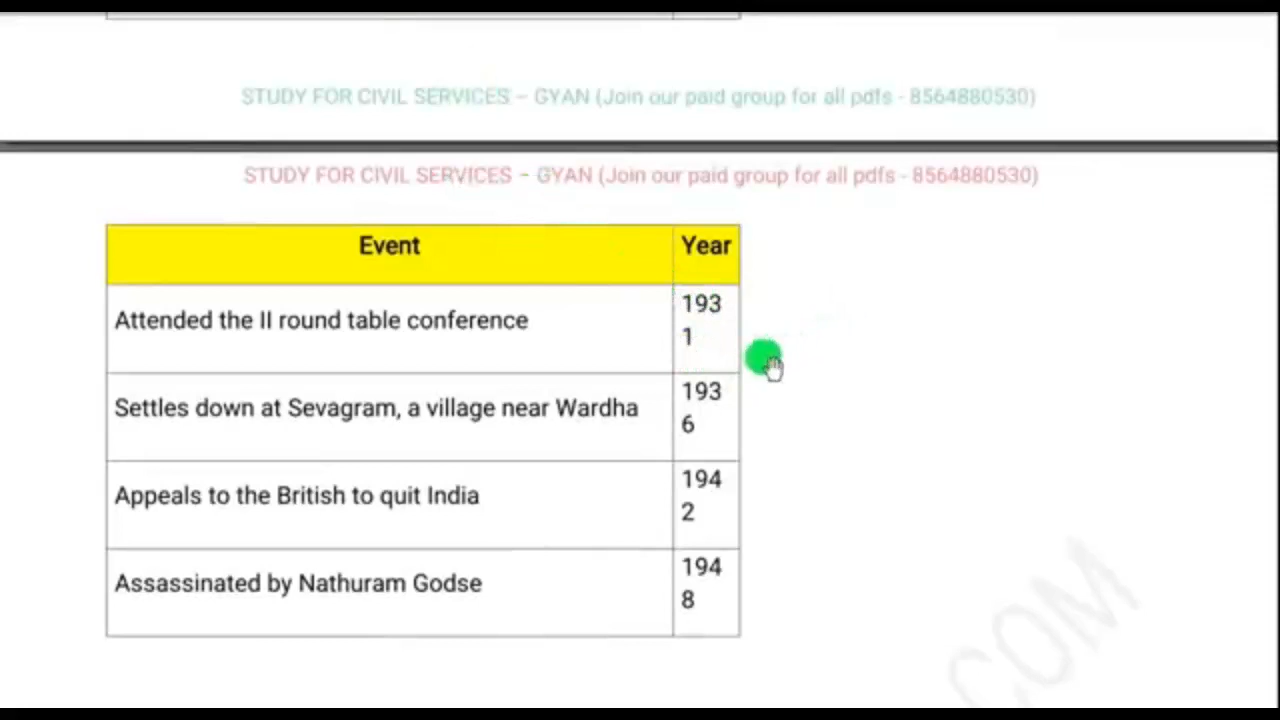 STUDY FOR CIVIL SERVICES – GYAN (Join our paid group for all pdfs - 8564880530)
STUDY FOR CIVIL SERVICES – GYAN (Join our paid group for all pdfs - 8564880530)
Event Year
Attended the II round table conference 193
1
Settles down at Sevagram, a village near Wardha 193
6
Appeals to the British to quit India 194
2
Assassinated by Nathuram Godse 194
8
COM